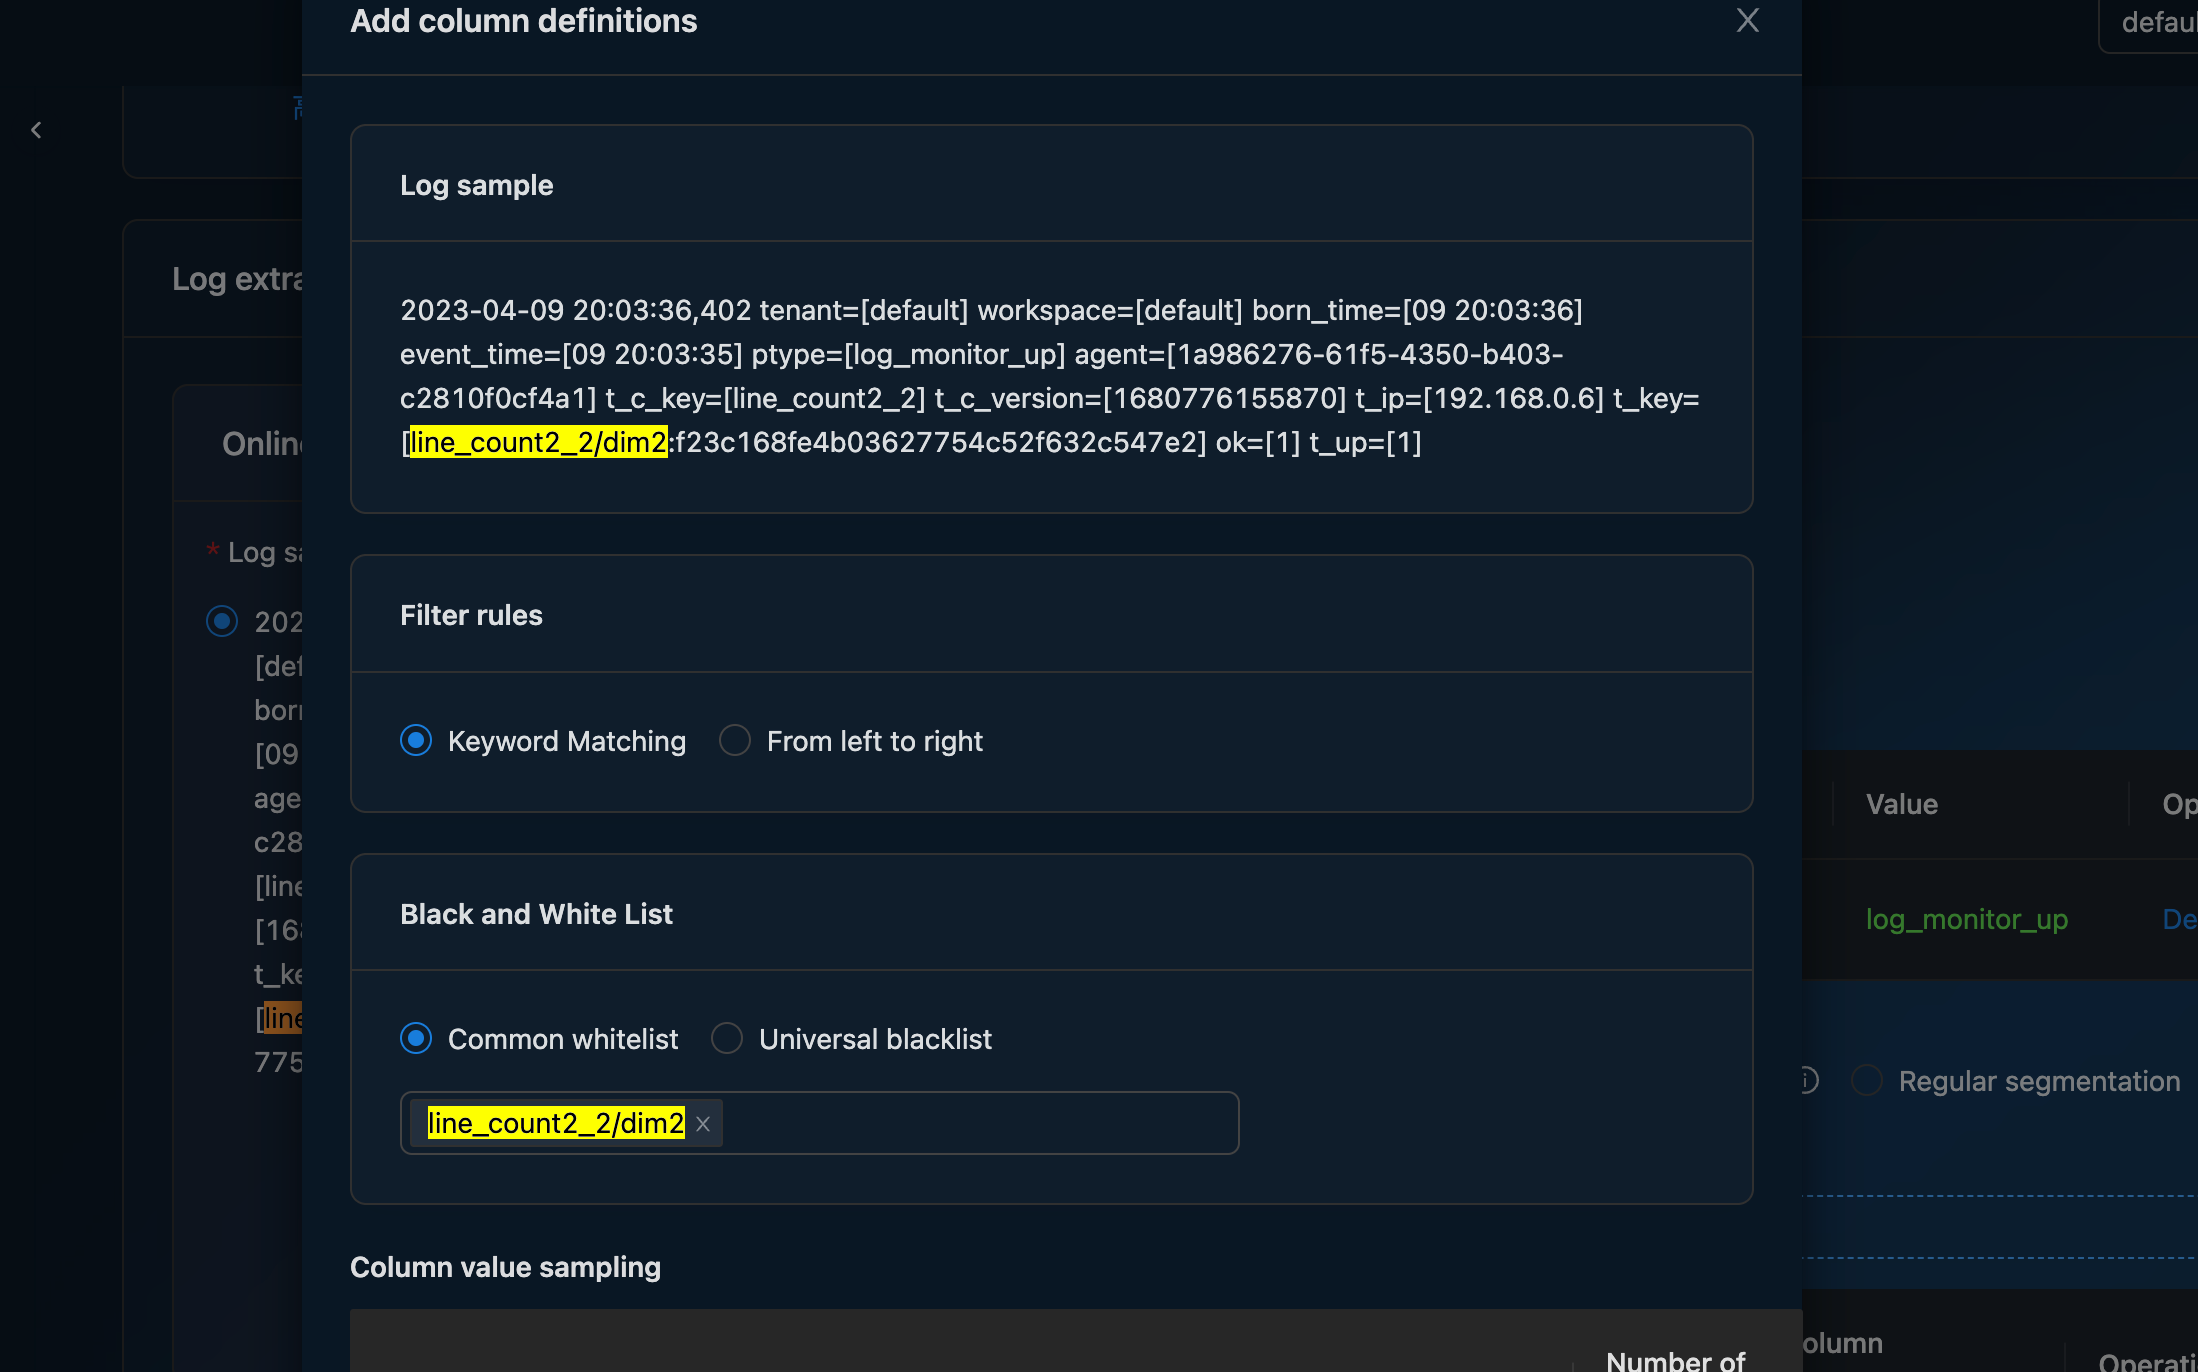 Add column definitions
defaul
Log sample
Log extra
2023-04-09 20:03:36,402 tenant=[default] workspace=[default] born_time=[09 20:03:36]
event_time=[09 20:03:35] ptype=[log_monitor_up] agent=[1a986276-61f5-4350-b403-
c2810f0cf4a1] t_c_key=[line_count2_2] t_c_version=[1680776155870] t_ip=[192.168.0.6] t_key=
[line_count2_2/dim2:f23c168fe4b03627754c52f632c547e2] ok=[1] t_up=[1]
Online
* Log sa
202
[def
born
[09
age
c28
[line
[168
t_ke
[line
775
Filter rules
Keyword Matching From left to right
Black and White List
Common whitelist Universal blacklist
line_count2_2/dim2 X
Value Op
log_monitor_up De
Regular segmentation
Column value sampling
Number of
olumn
Operati